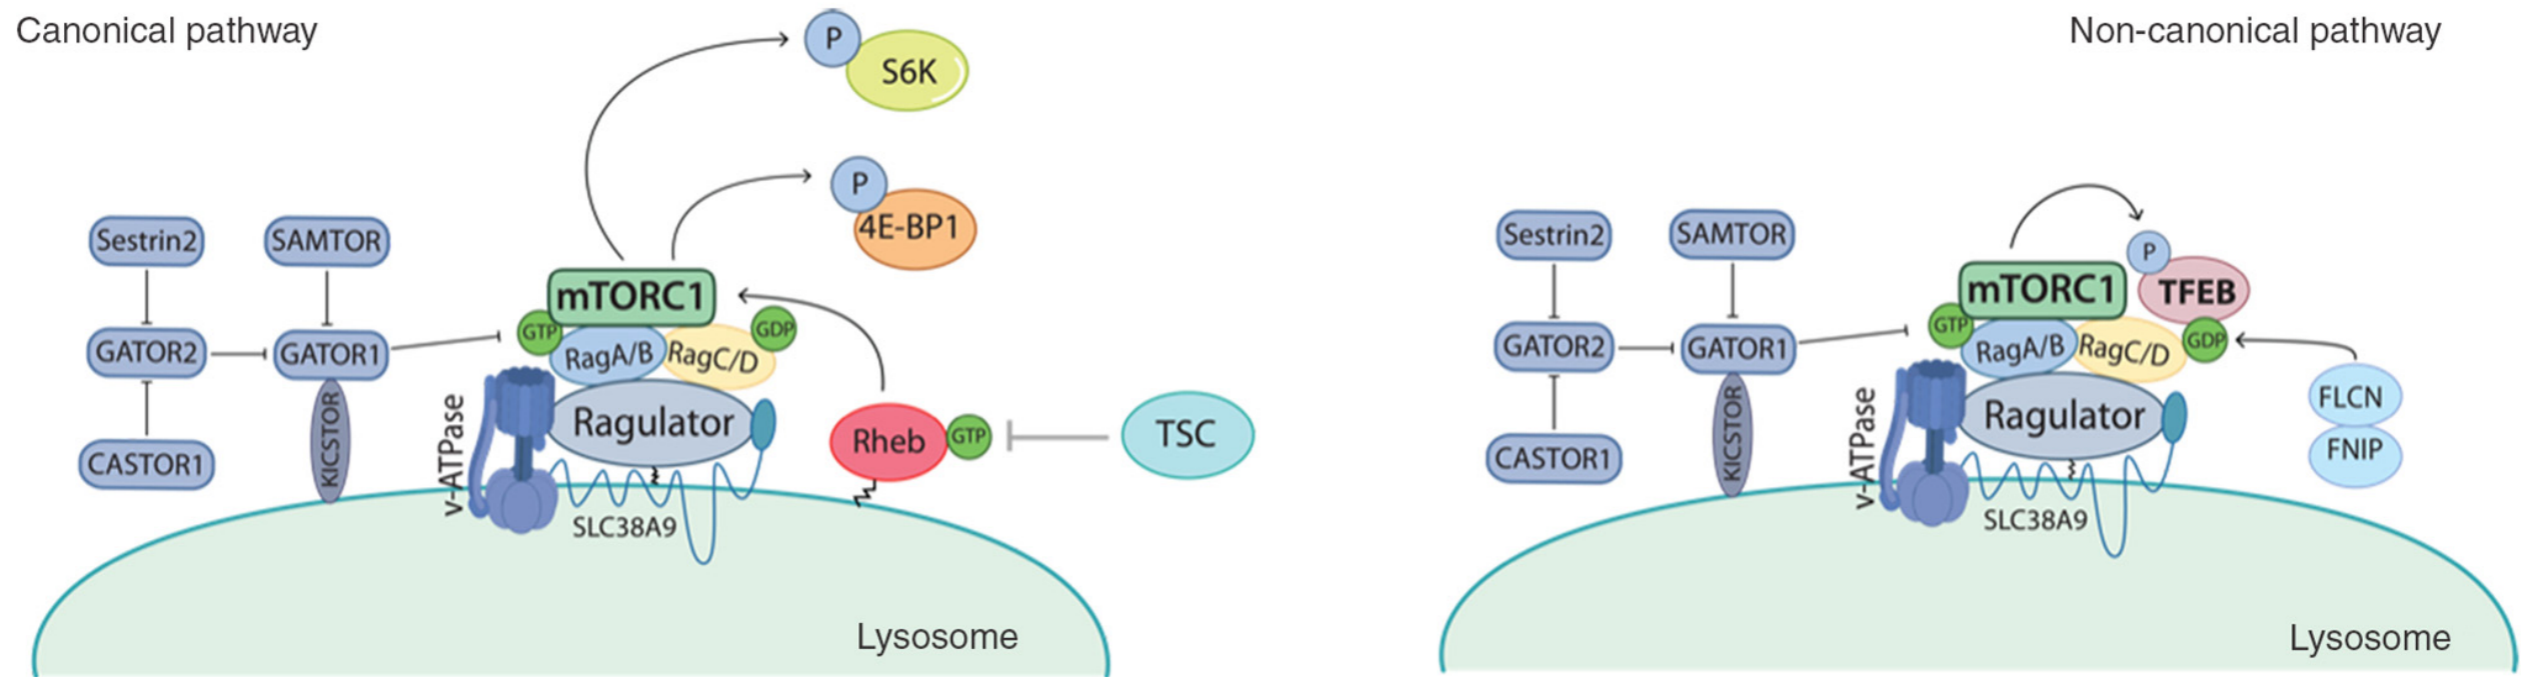 Canonical pathway
P
S6K
P
4E-BP1
Sestrin2
SAMTOR
mTORC1
GTP
GDP
GATOR2
GATOR1
RagA/B
RagC/D
v-ATPase
Ragulator
Rheb
GTP
TSC
CASTOR1
KICSTOR
SLC38A9
Lysosome
Non-canonical pathway
Sestrin2
SAMTOR
P
mTORC1
TFEB
GTP
GDP
GATOR2
GATOR1
RagA/B
RagC/D
FLCN
FNIP
v-ATPase
Ragulator
CASTOR1
KICSTOR
SLC38A9
Lysosome